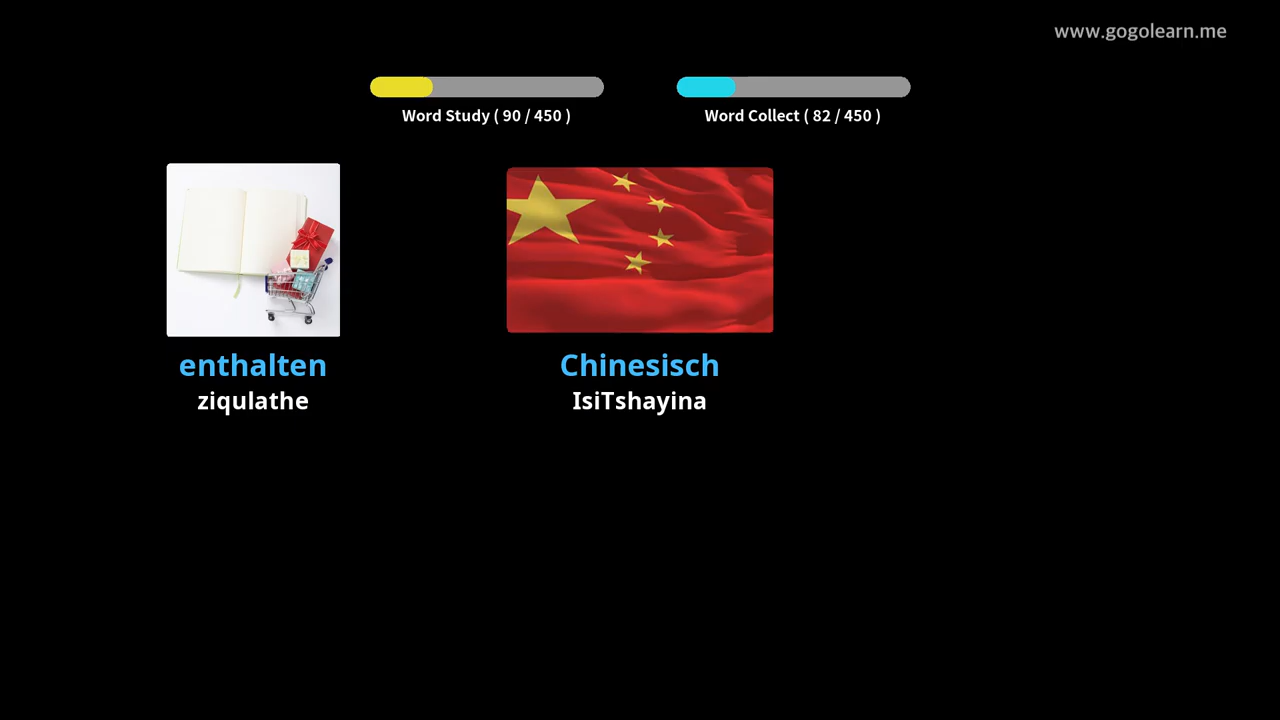 www.gogolearn.me
Word Study ( 90 / 450 )
Word Collect ( 82 / 450 )
enthalten
ziqulathe
Chinesisch
IsiTshayina